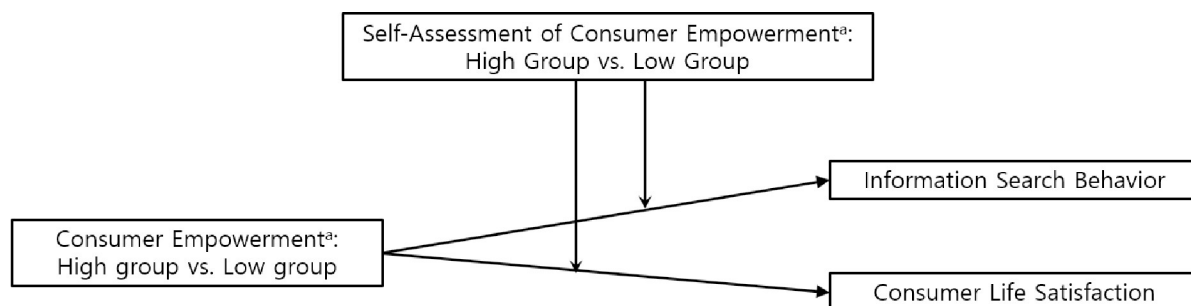 Self-Assessment of Consumer Empowermentᵃ:
High Group vs. Low Group
Information Search Behavior
Consumer Empowermentᵃ:
High group vs. Low group
Consumer Life Satisfaction